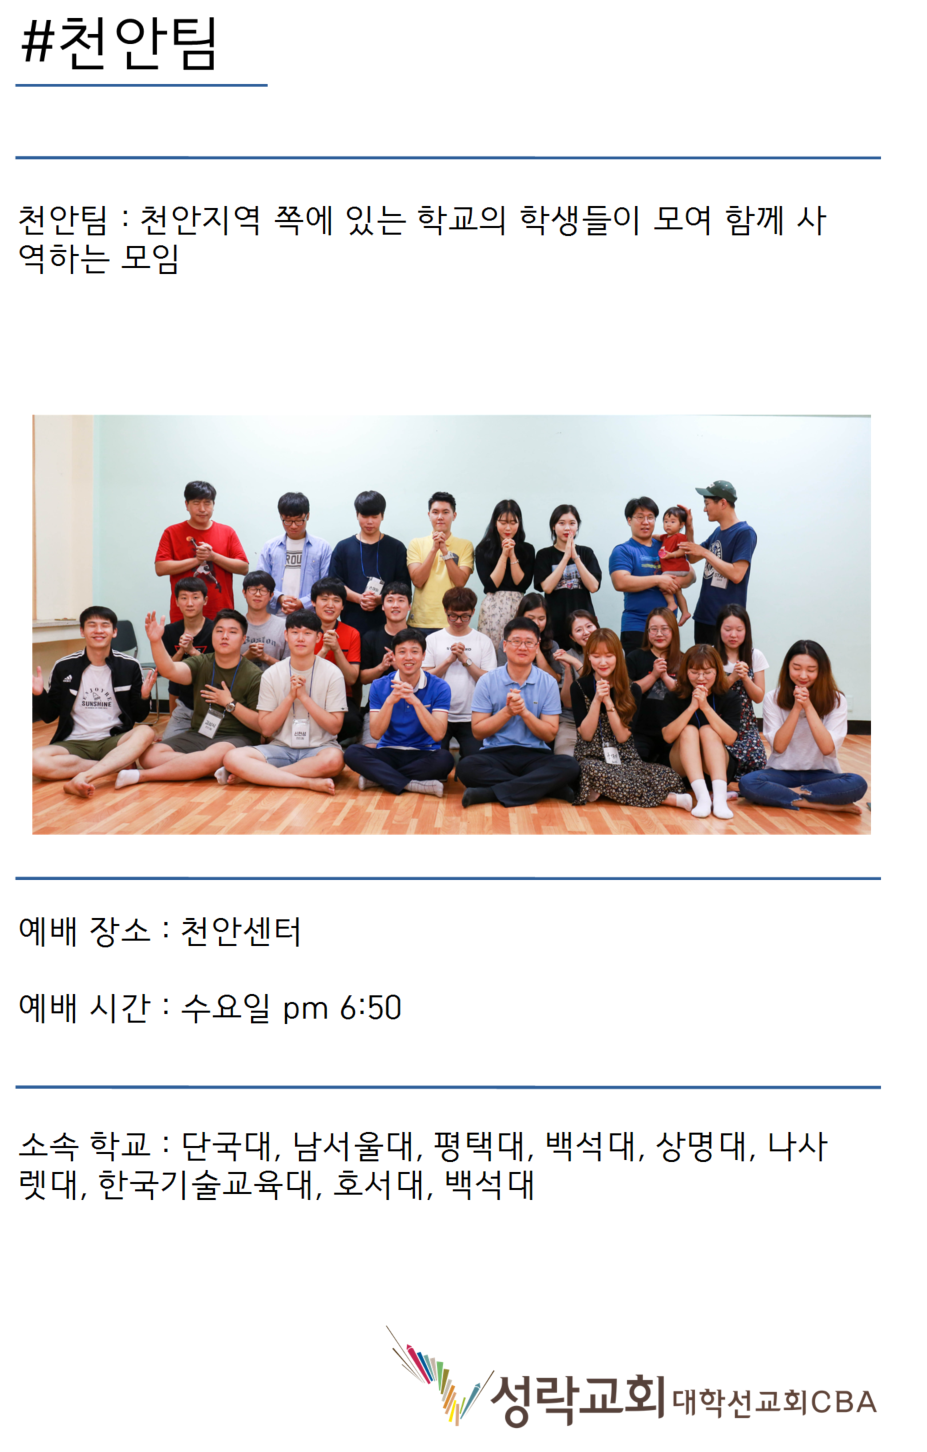 #천안팀
천안팀 : 천안지역 쪽에 있는 학교의 학생들이 모여 함께 사
역하는 모임
SUNSHINE
예배 장소 : 천안센터
예배 시간 : 수요일 pm 6:50
소속 학교 : 단국대, 남서울대, 평택대, 백석대, 상명대, 나사
렛대, 한국기술교육대, 호서대, 백석대
성락교회 대학선교회CBA